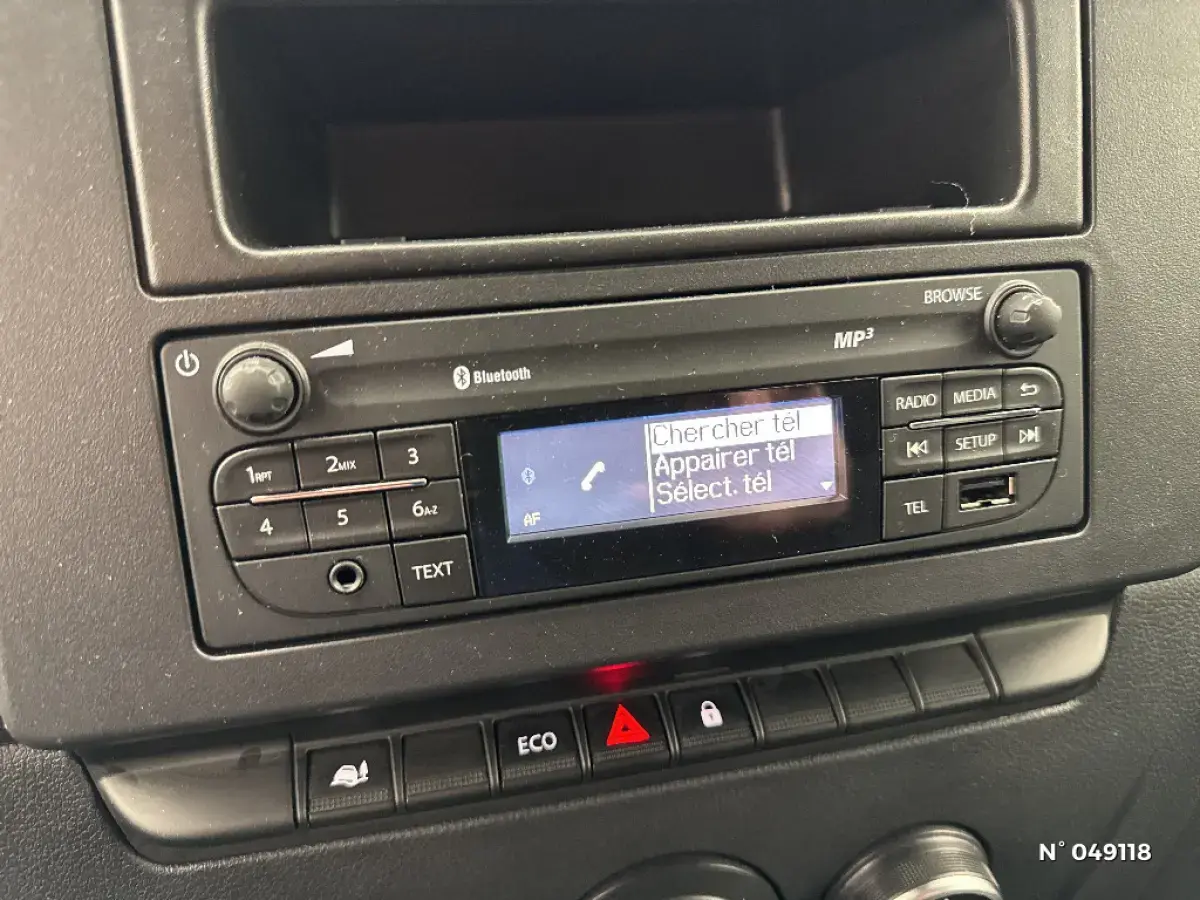 BROWSE
MP3
Bluetooth
RADIO MEDIA
1RPT 2MIX 3
Chercher tél
Appairer tél
Sélect. tél
AF
SETUP
4 5 6A-Z
TEL
TEXT
ECO
N° 049118